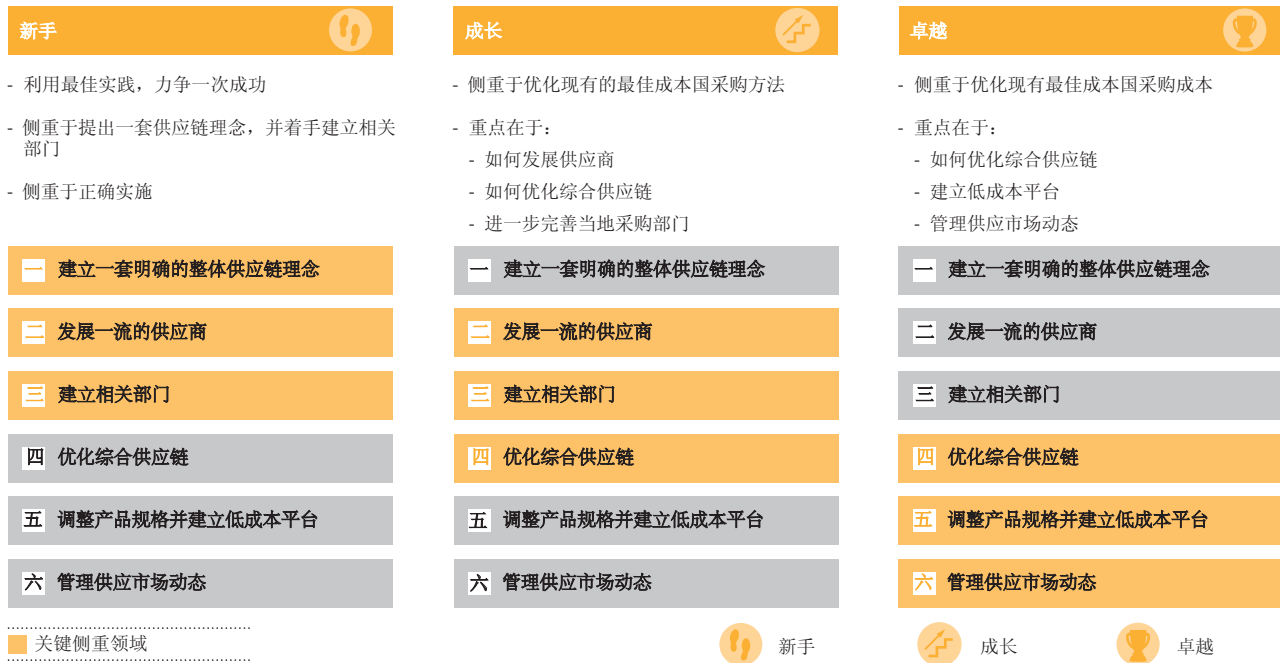 新手
- 利用最佳实践，力争一次成功
- 侧重于提出一套供应链理念，并着手建立相关
部门
- 侧重于正确实施
一 建立一套明确的整体供应链理念
二 发展一流的供应商
三 建立相关部门
四 优化综合供应链
五 调整产品规格并建立低成本平台
六 管理供应市场动态
成长
- 侧重于优化现有的最佳成本国采购方法
- 重点在于：
- 如何发展供应商
- 如何优化综合供应链
- 进一步完善当地采购部门
一 建立一套明确的整体供应链理念
二 发展一流的供应商
三 建立相关部门
四 优化综合供应链
五 调整产品规格并建立低成本平台
六 管理供应市场动态
卓越
- 侧重于优化现有最佳成本国采购成本
- 重点在于：
- 如何优化综合供应链
- 建立低成本平台
- 管理供应市场动态
一 建立一套明确的整体供应链理念
二 发展一流的供应商
三 建立相关部门
四 优化综合供应链
五 调整产品规格并建立低成本平台
六 管理供应市场动态
关键侧重领域
新手
成长
卓越